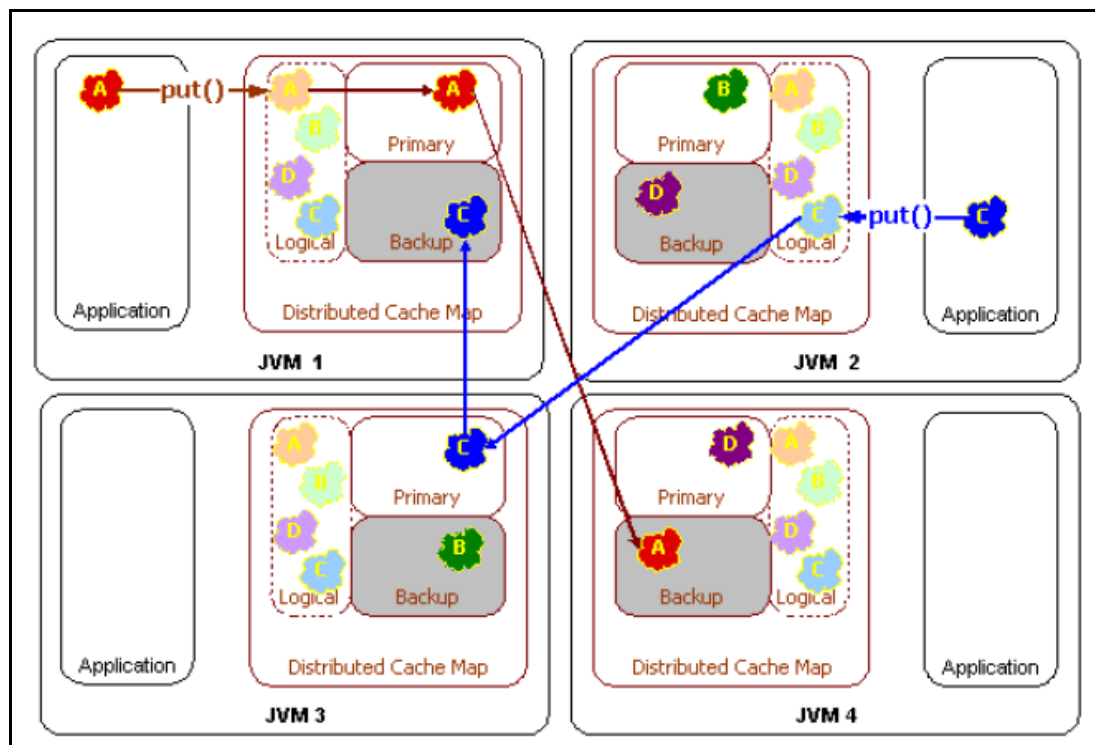 A put() A A
B
Primary
D
C C
Logical Backup
Application
Distributed Cache Map
JVM 1
B A
B
Primary
D D
C put() C
Backup Logical
Application
Distributed Cache Map
JVM 2
A C
B
Primary
D
B
C
Logical Backup
Application
Distributed Cache Map
JVM 3
D A
B
Primary
D
A
C
Backup Logical
Application
Distributed Cache Map
JVM 4